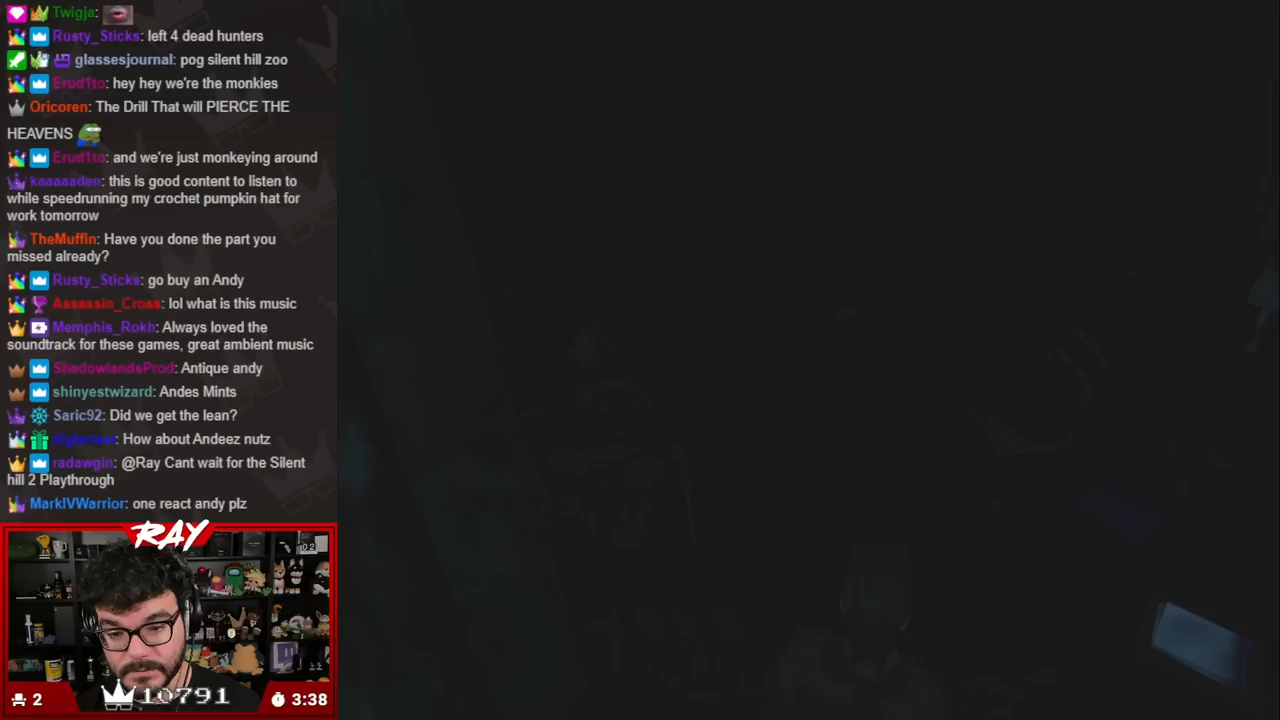 Twigja:
Rusty_Sticks: left 4 dead hunters
glassesjournal: pog silent hill zoo
Erud1to: hey hey we're the monkies
Oricoren: The Drill That will PIERCE THE
HEAVENS
Erud1to: and we're just monkeying around
kaaaaaden: this is good content to listen to
while speedrunning my crochet pumpkin hat for
work tomorrow
TheMuffin: Have you done the part you
missed already?
Rusty_Sticks: go buy an Andy
Assassin_Cross: lol what is this music
Memphis_Rokh: Always loved the
soundtrack for these games, great ambient music
ShadowlandsProd: Antique andy
shinyestwizard: Andes Mints
Saric92: Did we get the lean?
How about Andeez nutz
radawgin: @Ray Cant wait for the Silent
hill 2 Playthrough
MarkIVWarrior: one react andy plz
RAY
2
10791
3:38